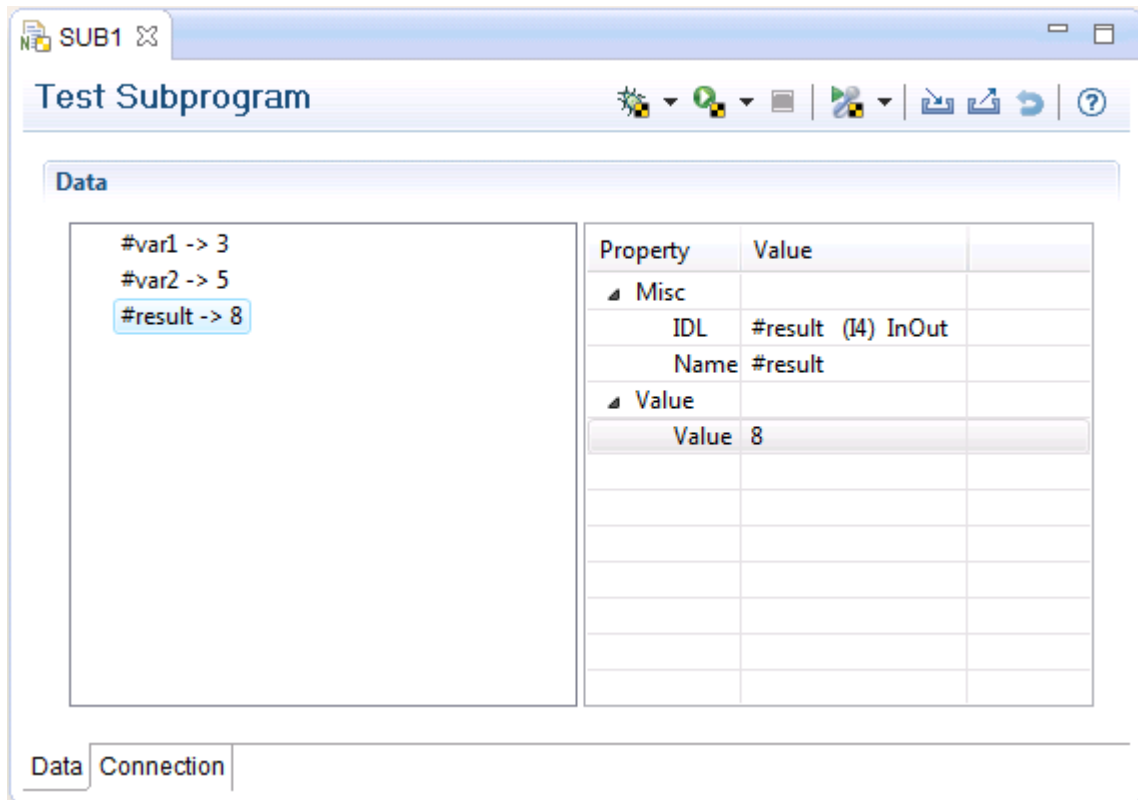 SUB1
Test Subprogram
Data
#var1 -> 3
#var2 -> 5
#result -> 8
Property Value
Misc
IDL #result (I4) InOut
Name #result
Value
Value 8
Data Connection